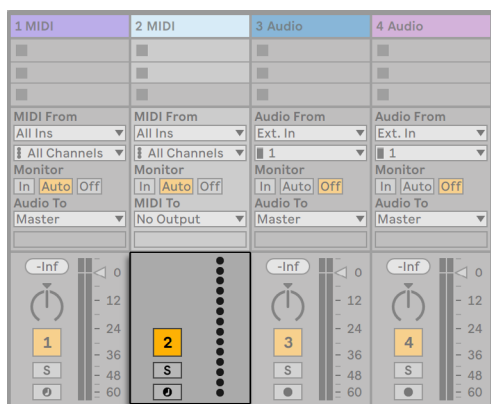 1 MIDI 2 MIDI 3 Audio 4 Audio
MIDI From MIDI From Audio From Audio From
All Ins All Ins Ext. In Ext. In
All Channels All Channels 1 1
Monitor Monitor Monitor Monitor
In Auto Off In Auto Off In Auto Off In Auto Off
Audio To MIDI To Audio To Audio To
Master No Output Master Master
-Inf -Inf -Inf
0 0 0
12 12 12
24 24 24
1 2 3 4
36 36 36
S S S S
48 48 48
60 60 60